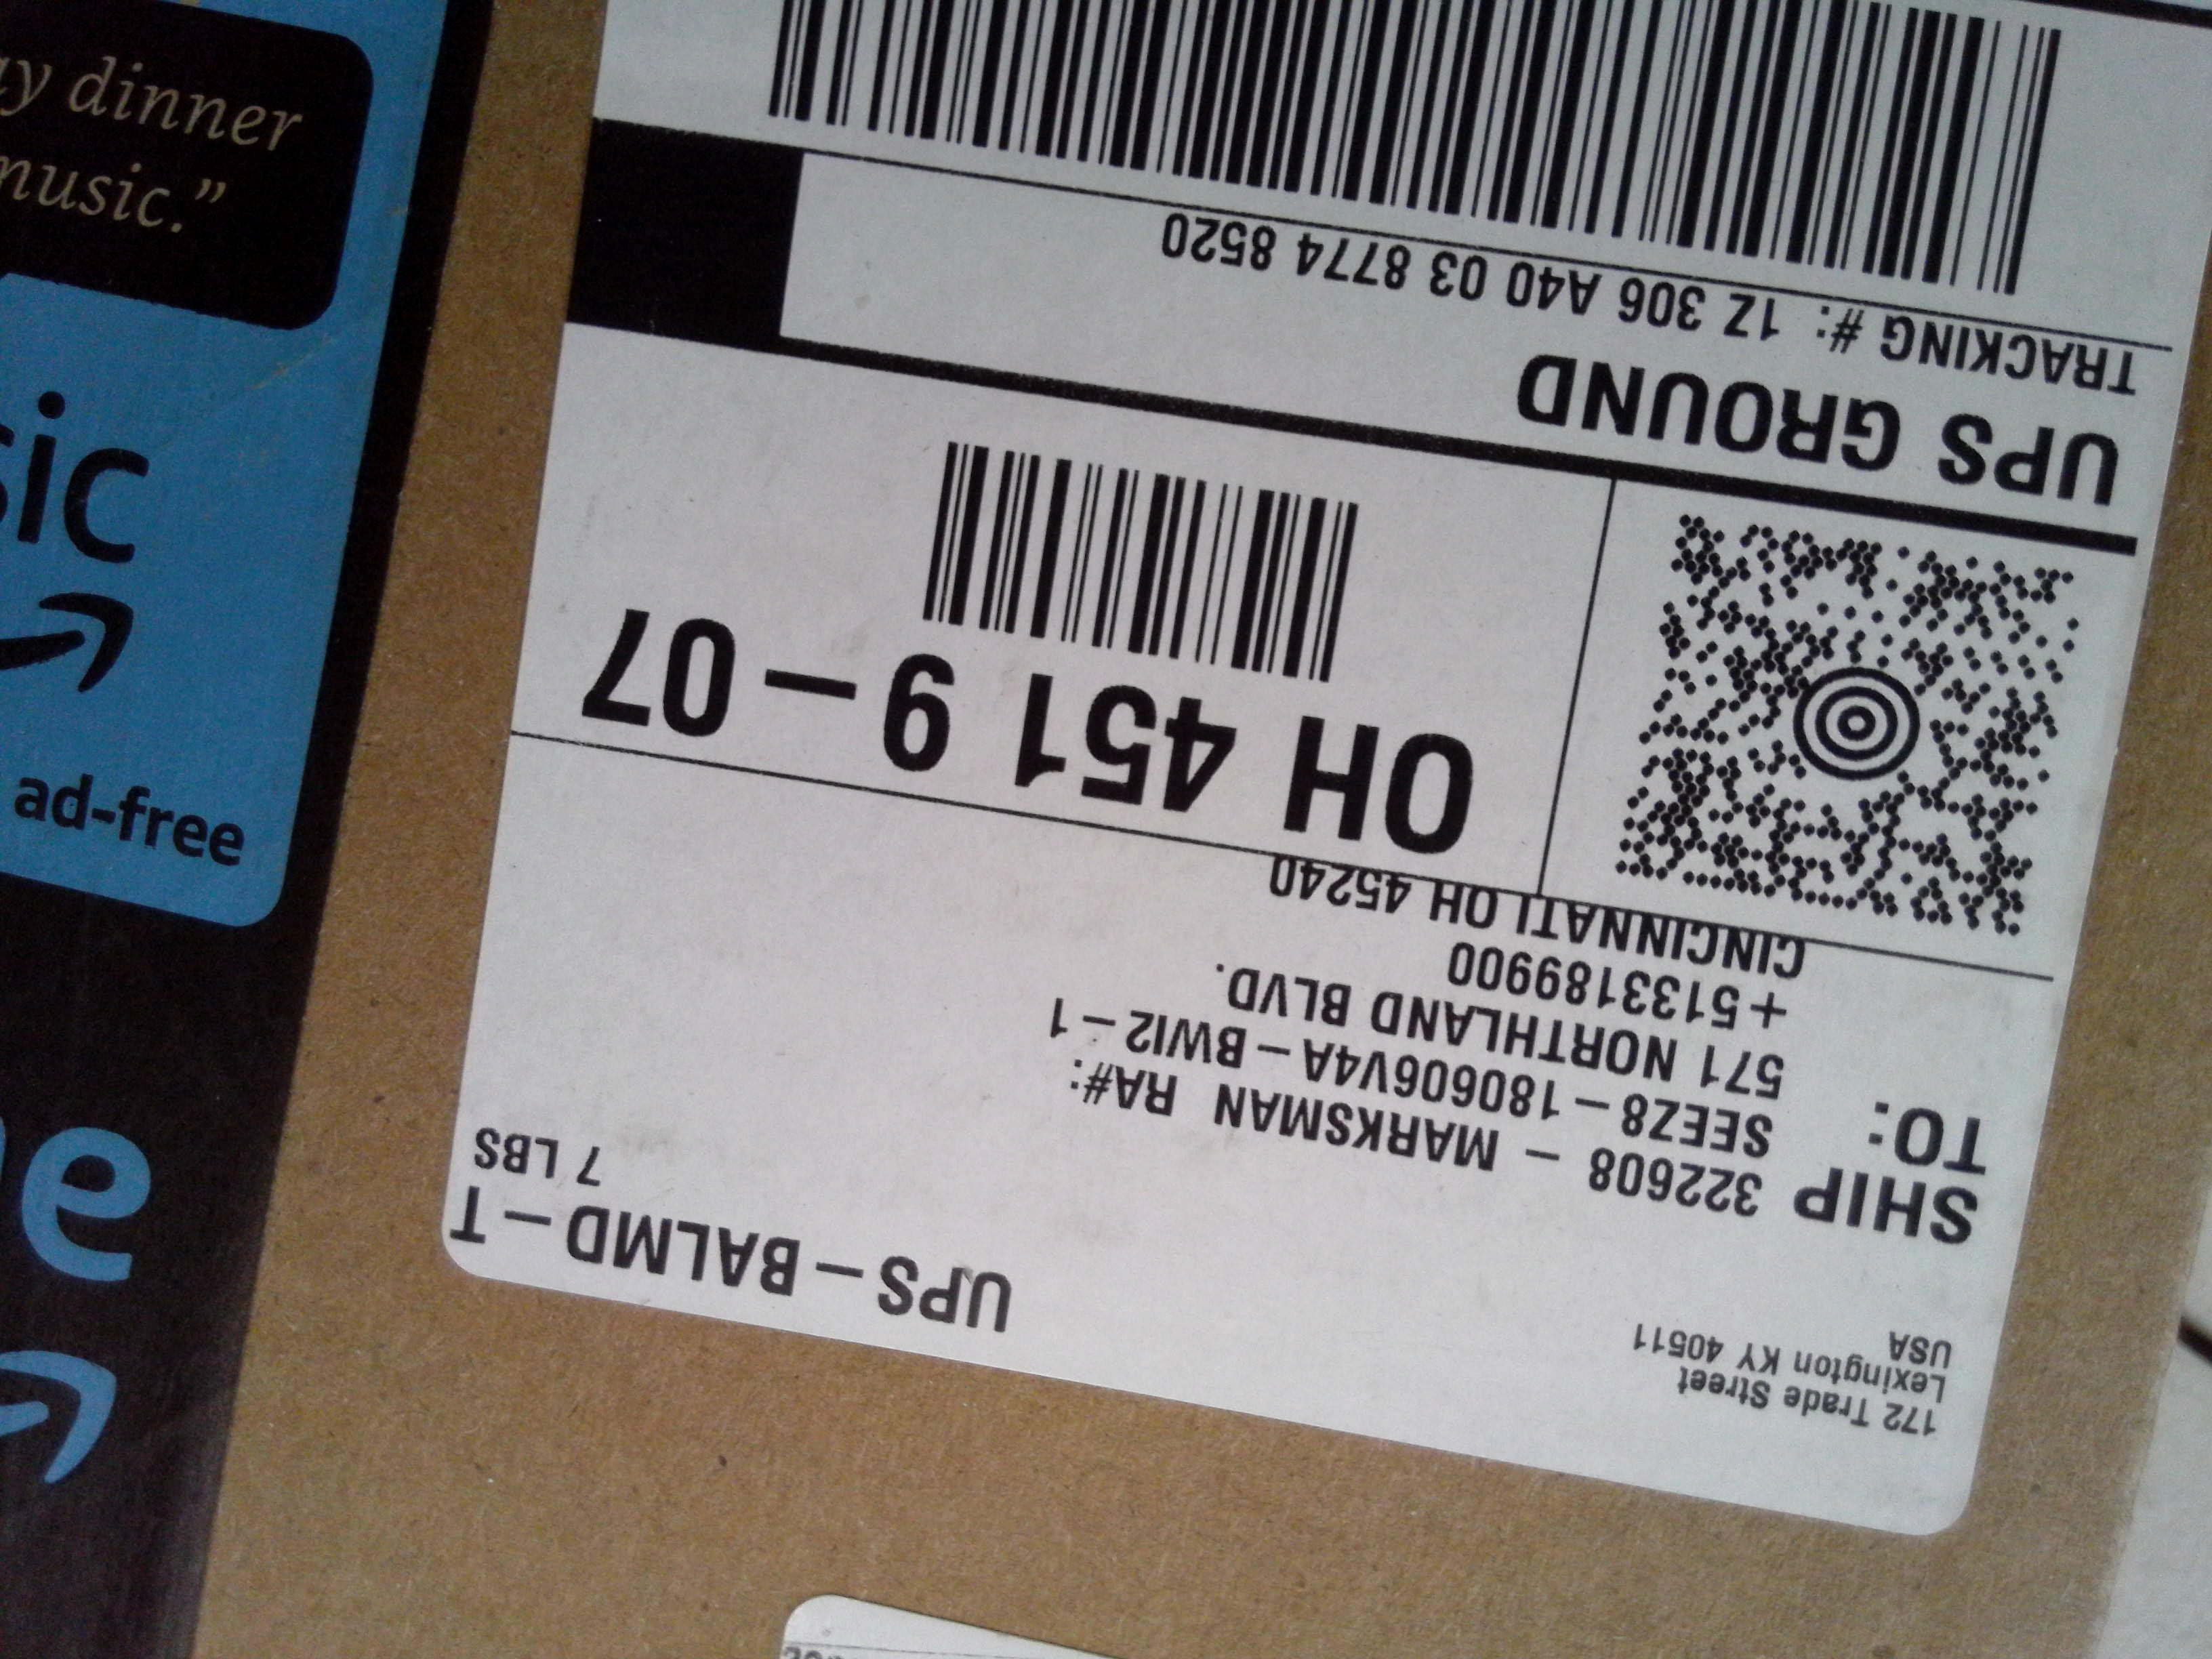 172 Trade Street
Lexington KY 40511
USA
UPS-BALMD-T
7 LBS
SHIP TO:
322608 - MARKSMAN RA#:
SEEZ8-180606V4A-BWI2-1
571 NORTHLAND BLVD.
+5133189900
CINCINNATI OH 45240
OH 451 9-07
UPS GROUND
TRACKING #: 1Z 306 A40 03 8774 8520
dinner
music.”
ad-free